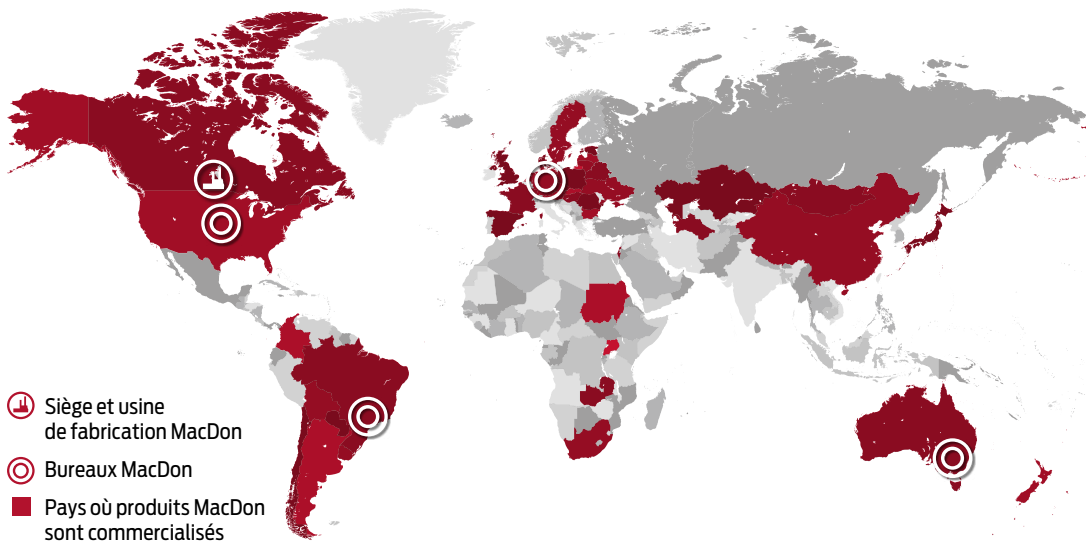 Siège et usine
de fabrication MacDon
Bureaux MacDon
Pays où produits MacDon
sont commercialisés